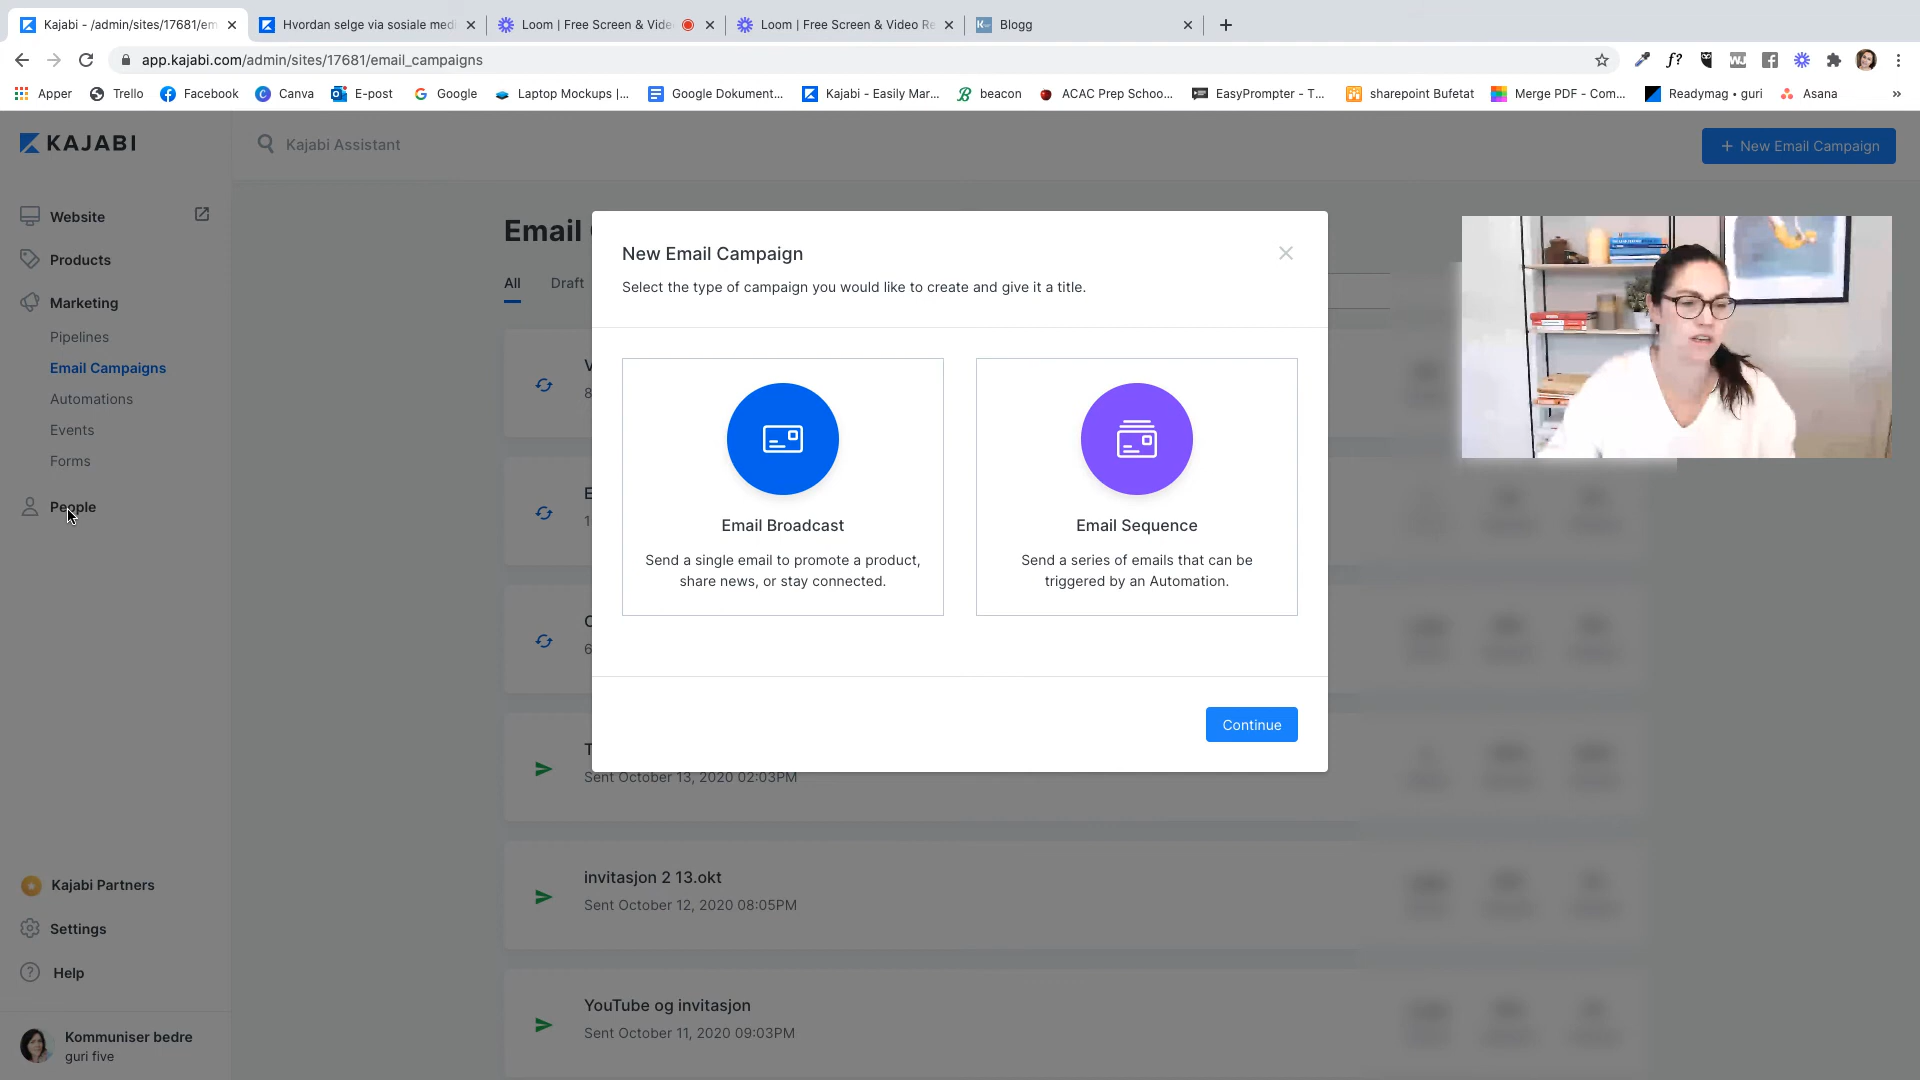 Kajabi - /admin/sites/17681/em
Hvordan selge via sosiale medi
Loom | Free Screen & Vide
Loom | Free Screen & Video Re
Blogg
app.kajabi.com/admin/sites/17681/email_campaigns
f?
Apper
Trello
Facebook
Canva
E-post
Google
Laptop Mockups |...
Google Dokument...
Kajabi - Easily Mar...
beacon
ACAC Prep Schoo...
EasyPrompter - T...
sharepoint Bufetat
Merge PDF - Com...
Readymag • guri
Asana
»
KAJABI
Kajabi Assistant
+ New Email Campaign
Website
Products
Marketing
Pipelines
Email Campaigns
Automations
Events
Forms
People
Kajabi Partners
Settings
Help
Kommuniser bedre
guri five
Email
All
Draft
New Email Campaign
Select the type of campaign you would like to create and give it a title.
Email Broadcast
Send a single email to promote a product,
share news, or stay connected.
Email Sequence
Send a series of emails that can be
triggered by an Automation.
Continue
Sent October 13, 2020 02:03PM
invitasjon 2 13.okt
Sent October 12, 2020 08:05PM
YouTube og invitasjon
Sent October 11, 2020 09:03PM